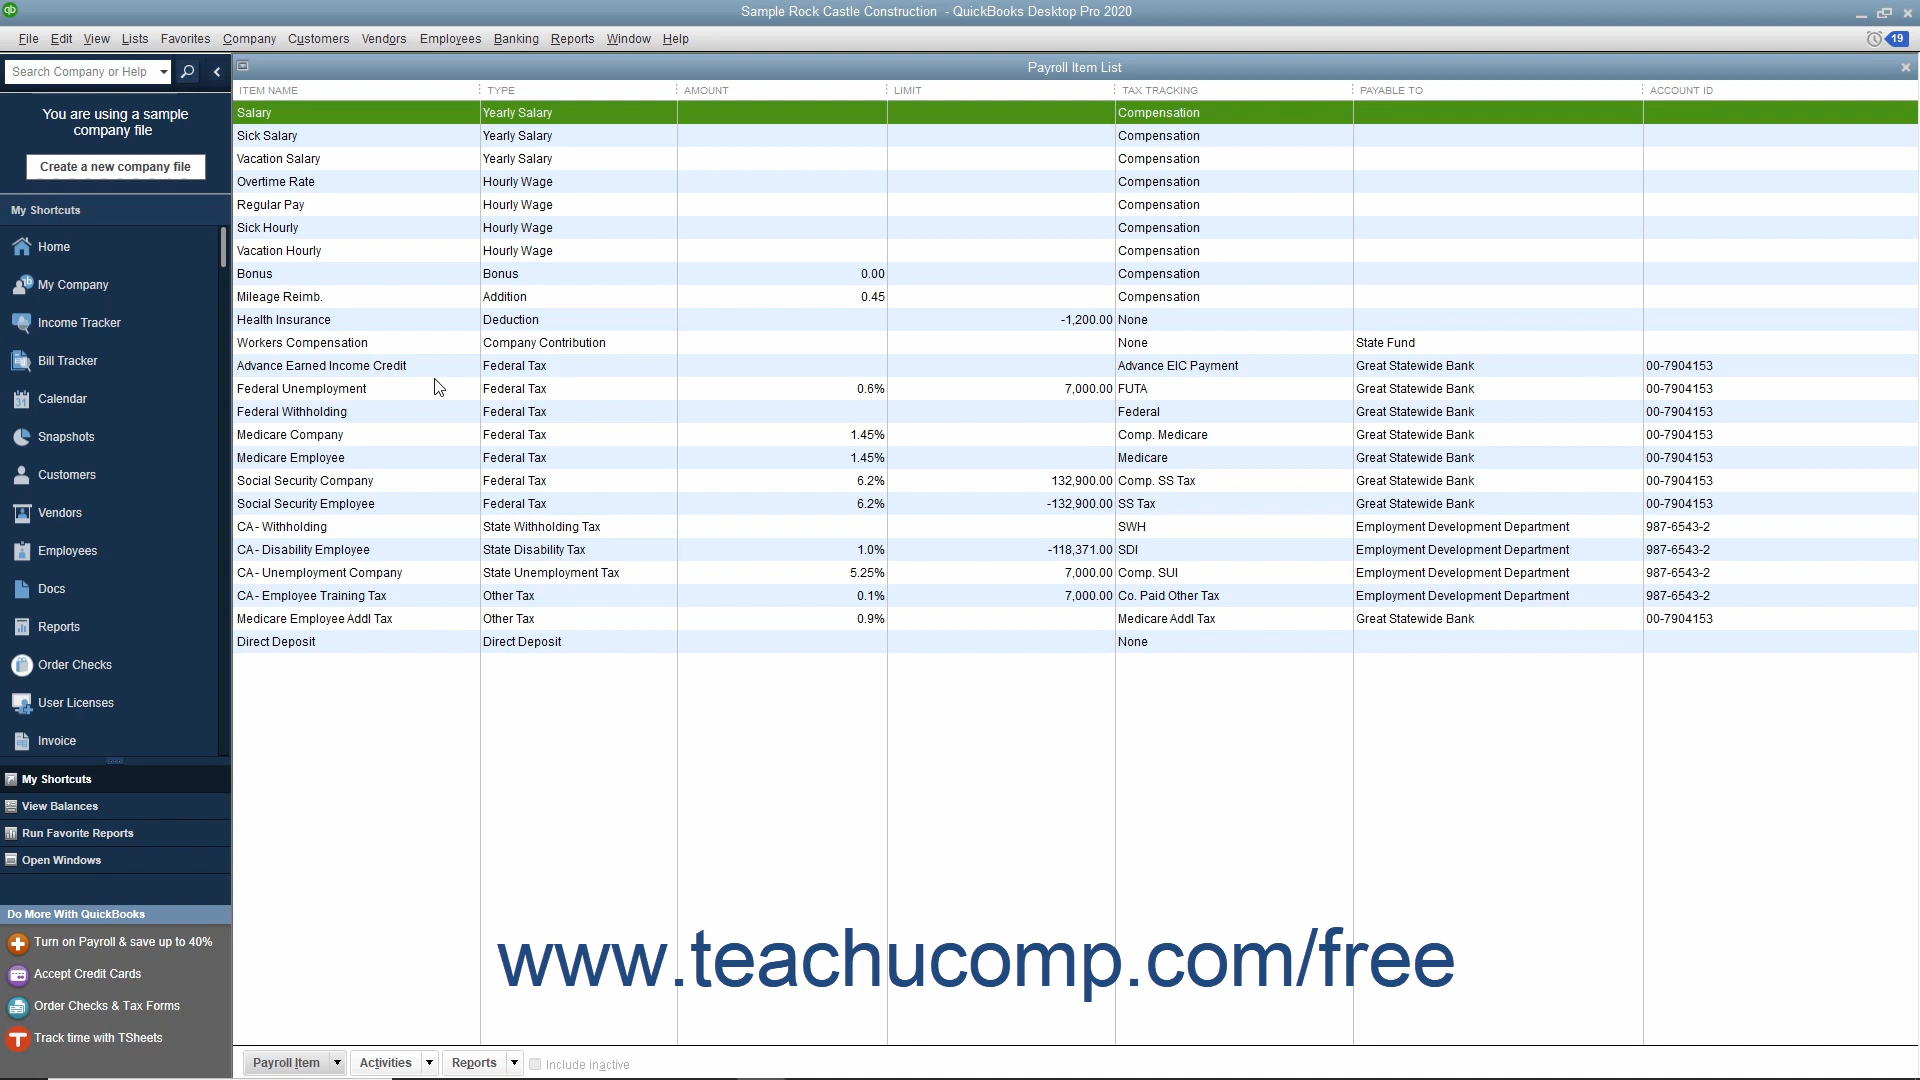 Sample Rock Castle Construction - QuickBooks Desktop Pro 2020
File Edit View Lists Favorites Company Customers Vendors Employees Banking Reports Window Help 19
Search Company or Help
Payroll Item List
You are using a sample
company file
Create a new company file
My Shortcuts
Home
My Company
Income Tracker
Bill Tracker
Calendar
Snapshots
Customers
Vendors
Employees
Docs
Reports
Order Checks
User Licenses
Invoice
My Shortcuts
View Balances
Run Favorite Reports
Open Windows
Do More With QuickBooks
Turn on Payroll & save up to 40%
Accept Credit Cards
Order Checks & Tax Forms
Track time with TSheets
ITEM NAME TYPE AMOUNT LIMIT TAX TRACKING PAYABLE TO ACCOUNT ID
Salary Yearly Salary Compensation
Sick Salary Yearly Salary Compensation
Vacation Salary Yearly Salary Compensation
Overtime Rate Hourly Wage Compensation
Regular Pay Hourly Wage Compensation
Sick Hourly Hourly Wage Compensation
Vacation Hourly Hourly Wage Compensation
Bonus Bonus 0.00 Compensation
Mileage Reimb. Addition 0.45 Compensation
Health Insurance Deduction -1,200.00 None
Workers Compensation Company Contribution None State Fund
Advance Earned Income Credit Federal Tax Advance EIC Payment Great Statewide Bank 00-7904153
Federal Unemployment Federal Tax 0.6% 7,000.00 FUTA Great Statewide Bank 00-7904153
Federal Withholding Federal Tax Federal Great Statewide Bank 00-7904153
Medicare Company Federal Tax 1.45% Comp. Medicare Great Statewide Bank 00-7904153
Medicare Employee Federal Tax 1.45% Medicare Great Statewide Bank 00-7904153
Social Security Company Federal Tax 6.2% 132,900.00 Comp. SS Tax Great Statewide Bank 00-7904153
Social Security Employee Federal Tax 6.2% -132,900.00 SS Tax Great Statewide Bank 00-7904153
CA - Withholding State Withholding Tax SWH Employment Development Department 987-6543-2
CA - Disability Employee State Disability Tax 1.0% -118,371.00 SDI Employment Development Department 987-6543-2
CA - Unemployment Company State Unemployment Tax 5.25% 7,000.00 Comp. SUI Employment Development Department 987-6543-2
CA - Employee Training Tax Other Tax 0.1% 7,000.00 Co. Paid Other Tax Employment Development Department 987-6543-2
Medicare Employee Addl Tax Other Tax 0.9% Medicare Addl Tax Great Statewide Bank 00-7904153
Direct Deposit Direct Deposit None
www.teachucomp.com/free
Payroll Item Activities Reports Include inactive